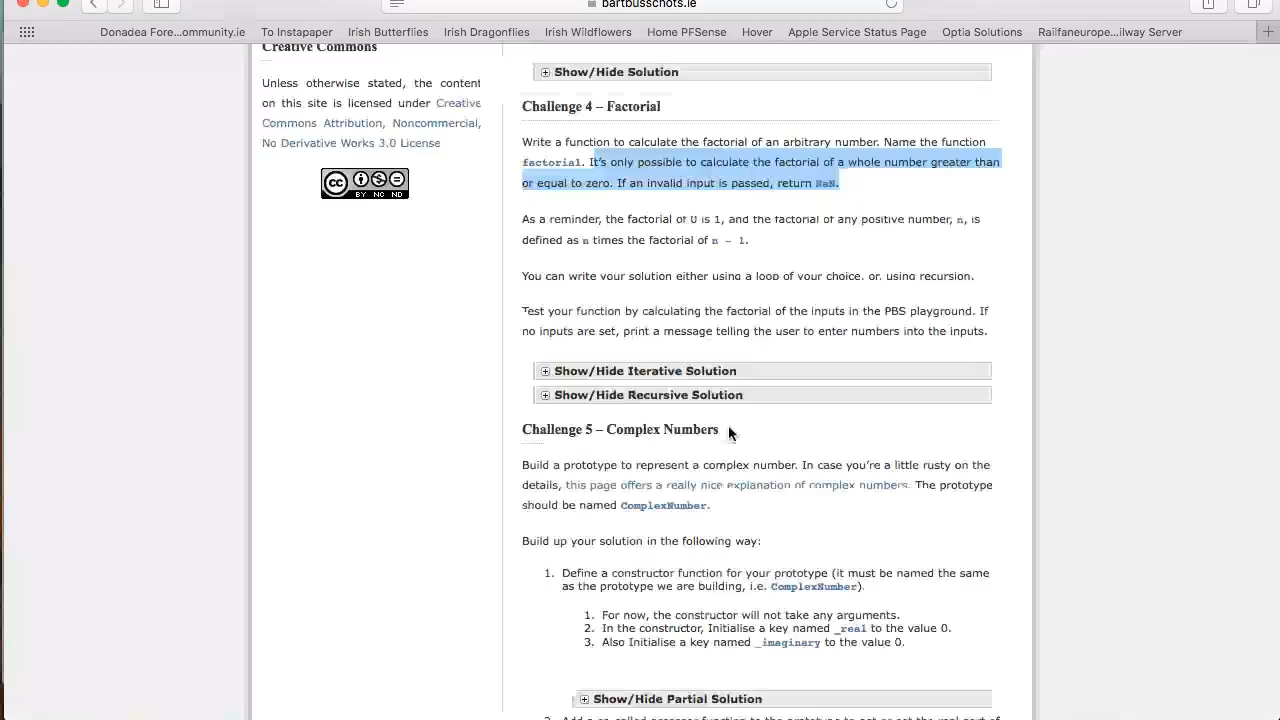 bartbusschots.ie
Donadea Fore...ommunity.ie To Instapaper Irish Butterflies Irish Dragonflies Irish Wildflowers Home PFSense Hover Apple Service Status Page Optia Solutions Railfaneurope...ilway Server
Creative Commons
Unless otherwise stated, the content
on this site is licensed under Creative
Commons Attribution, Noncommercial,
No Derivative Works 3.0 License
cc BY NC ND
Show/Hide Solution
Challenge 4 – Factorial
Write a function to calculate the factorial of an arbitrary number. Name the function
factorial. It's only possible to calculate the factorial of a whole number greater than
or equal to zero. If an invalid input is passed, return NaN.
As a reminder, the factorial of 0 is 1, and the factorial of any positive number, n, is
defined as n times the factorial of n - 1.
You can write your solution either using a loop of your choice, or, using recursion.
Test your function by calculating the factorial of the inputs in the PBS playground. If
no inputs are set, print a message telling the user to enter numbers into the inputs.
Show/Hide Iterative Solution
Show/Hide Recursive Solution
Challenge 5 – Complex Numbers
Build a prototype to represent a complex number. In case you're a little rusty on the
details, this page offers a really nice explanation of complex numbers. The prototype
should be named ComplexNumber.
Build up your solution in the following way:
1. Define a constructor function for your prototype (it must be named the same
as the prototype we are building, i.e. ComplexNumber).
1. For now, the constructor will not take any arguments.
2. In the constructor, Initialise a key named _real to the value 0.
3. Also Initialise a key named _imaginary to the value 0.
Show/Hide Partial Solution